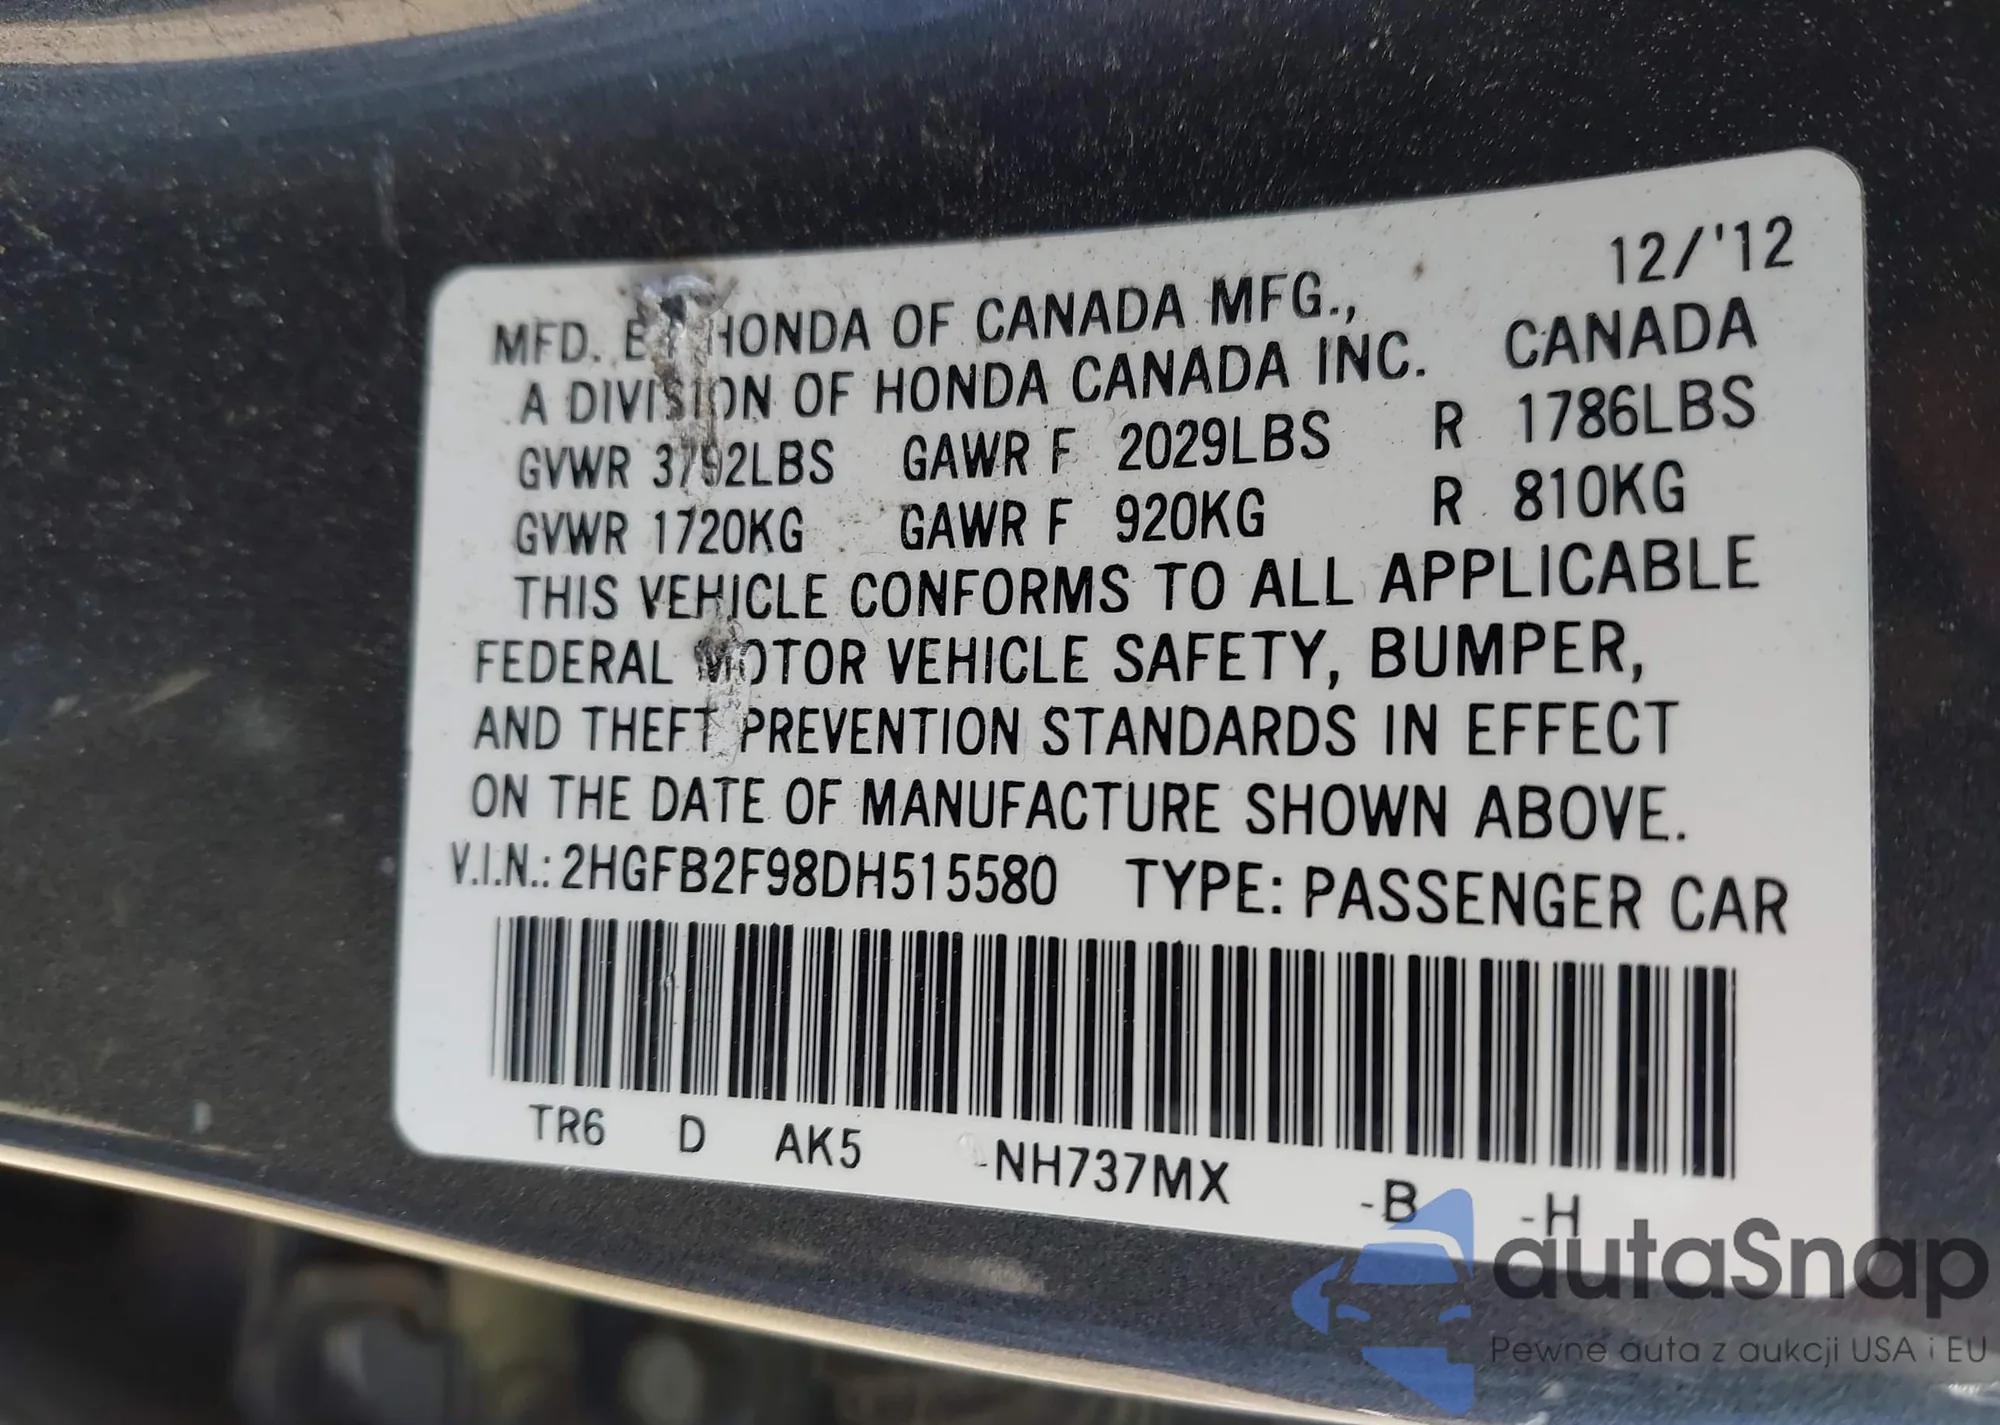 12/'12
MFD. BY HONDA OF CANADA MFG.,
A DIVISION OF HONDA CANADA INC. CANADA
GVWR 3792LBS GAWR F 2029LBS R 1786LBS
GVWR 1720KG GAWR F 920KG R 810KG
THIS VEHICLE CONFORMS TO ALL APPLICABLE
FEDERAL MOTOR VEHICLE SAFETY, BUMPER,
AND THEFT PREVENTION STANDARDS IN EFFECT
ON THE DATE OF MANUFACTURE SHOWN ABOVE.
V.I.N.: 2HGFB2F98DH515580 TYPE: PASSENGER CAR
TR6 D AK5 -NH737MX -B -H
autaSnap
Pewne auta z aukcji USA i EU